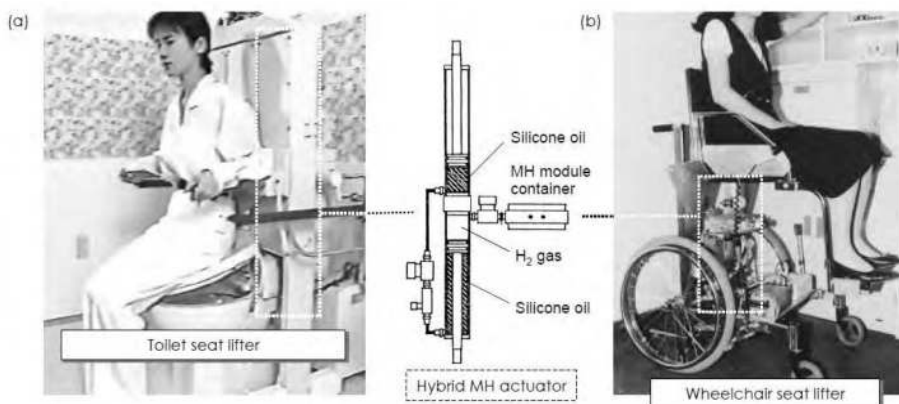 (a)
(b)
Silicone oil
MH module
container
H₂ gas
Silicone oil
Toilet seat lifter
Hybrid MH actuator
Wheelchair seat lifter